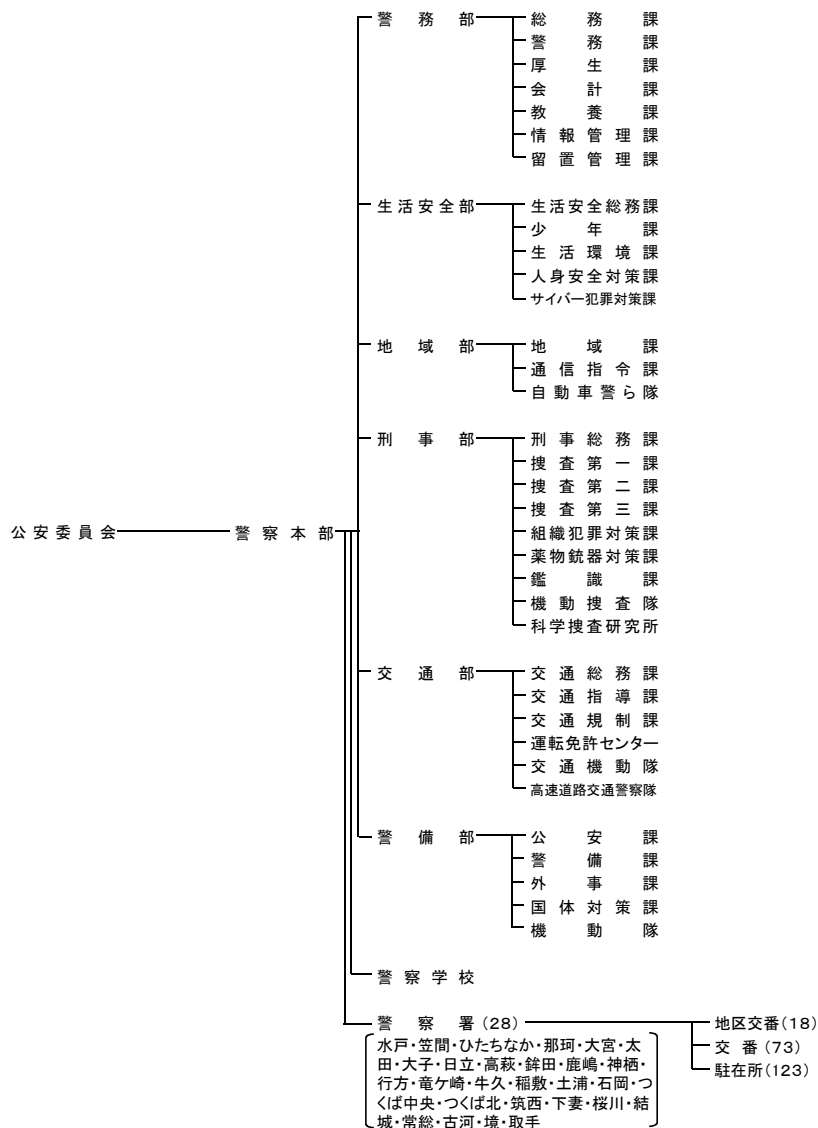 警務部 総務課
警務課
厚生課
会計課
教養課
情報管理課
留置管理課
生活安全部 生活安全総務課
少年課
生活環境課
人身安全対策課
サイバー犯罪対策課
地域部 地域課
通信指令課
自動車警ら隊
刑事部 刑事総務課
捜査第一課
捜査第二課
捜査第三課
公安委員会 警察本部 組織犯罪対策課
薬物銃器対策課
鑑識課
機動捜査隊
科学捜査研究所
交通部 交通総務課
交通指導課
交通規制課
運転免許センター
交通機動隊
高速道路交通警察隊
警備部 公安課
警備課
外事課
国体対策課
機動隊
警察学校
警察署(28) 地区交番(18)
交番(73)
駐在所(123)
水戸・笠間・ひたちなか・那珂・大宮・太
田・大子・日立・高萩・鉾田・鹿嶋・神栖・
行方・竜ケ崎・牛久・稲敷・土浦・石岡・つ
くば中央・つくば北・筑西・下妻・桜川・結
城・常総・古河・境・取手